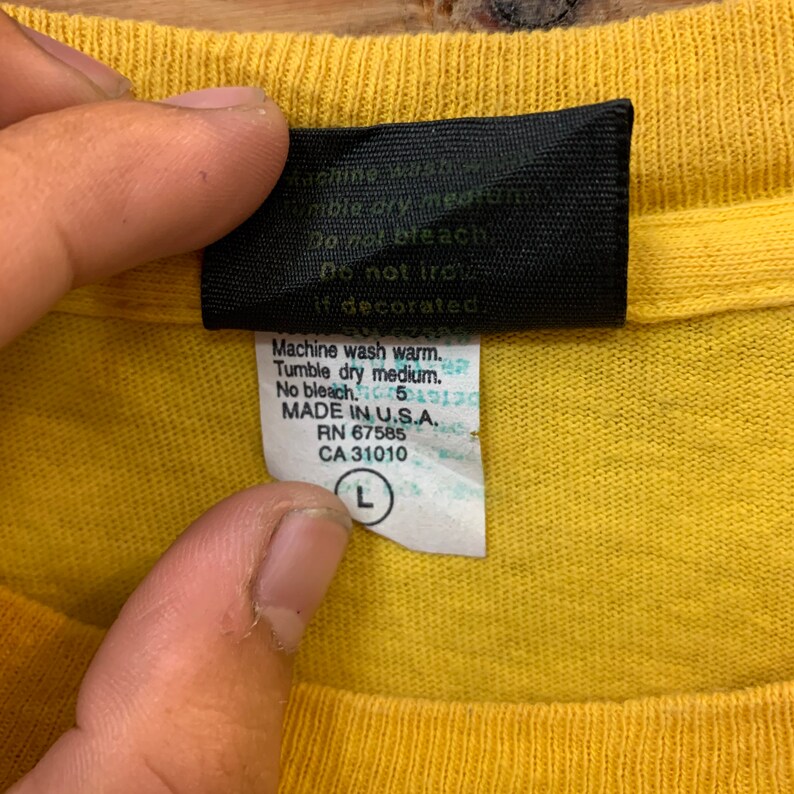 Machine wash
Tumble dry medium.
Do not bleach.
Do not iron
if decorated.
Machine wash warm.
Tumble dry medium.
No bleach. 5
MADE IN U.S.A.
RN 67585
CA 31010
L